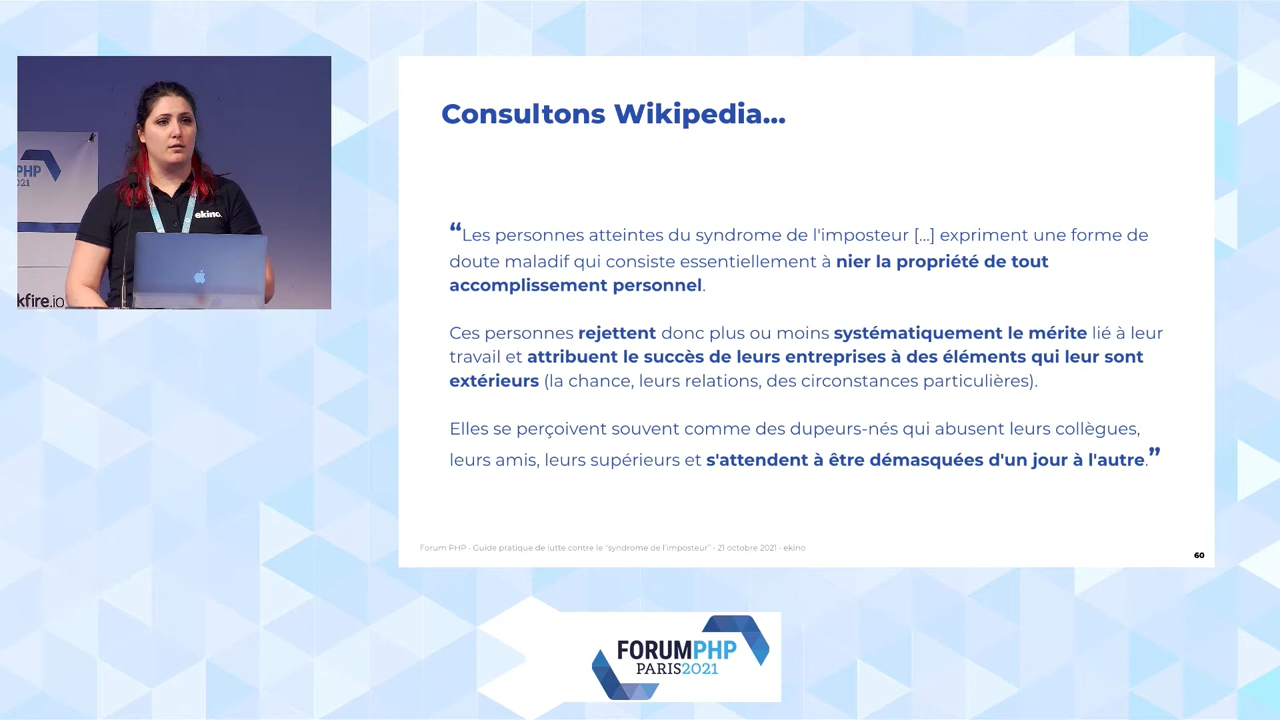 Consultons Wikipedia...
“Les personnes atteintes du syndrome de l'imposteur [...] expriment une forme de
doute maladif qui consiste essentiellement à nier la propriété de tout
accomplissement personnel.
Ces personnes rejettent donc plus ou moins systématiquement le mérite lié à leur
travail et attribuent le succès de leurs entreprises à des éléments qui leur sont
extérieurs (la chance, leurs relations, des circonstances particulières).
Elles se perçoivent souvent comme des dupeurs-nés qui abusent leurs collègues,
leurs amis, leurs supérieurs et s'attendent à être démasquées d'un jour à l'autre.”
Forum PHP - Guide pratique de lutte contre le "syndrome de l'imposteur" - 21 octobre 2021 - ekino
60
PHP
2021
ekino.
kfire.io
FORUMPHP
PARIS2021